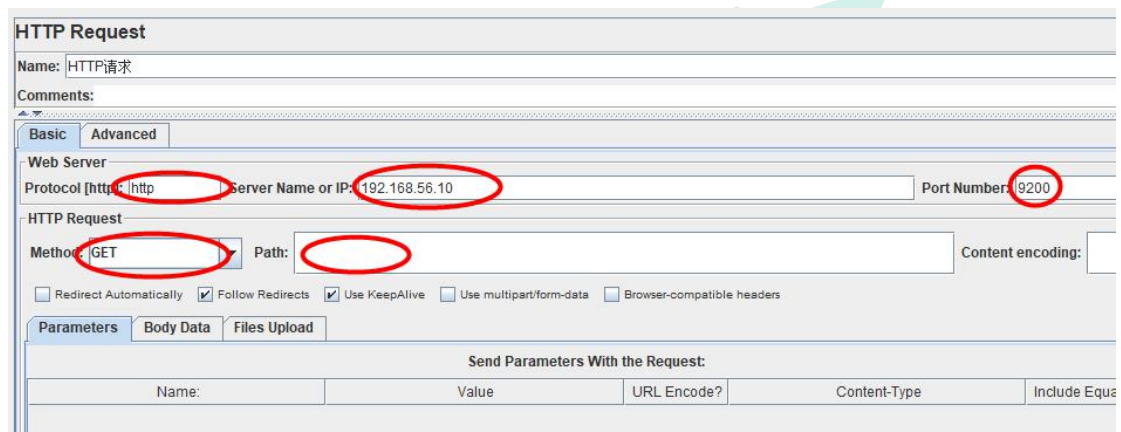 HTTP Request
Name: HTTP请求
Comments:
Basic Advanced
Web Server
Protocol [http]: http Server Name or IP: 192.168.56.10 Port Number: 9200
HTTP Request
Method: GET Path: Content encoding:
Redirect Automatically Follow Redirects Use KeepAlive Use multipart/form-data Browser-compatible headers
Parameters Body Data Files Upload
Send Parameters With the Request:
Name: Value URL Encode? Content-Type Include Equa